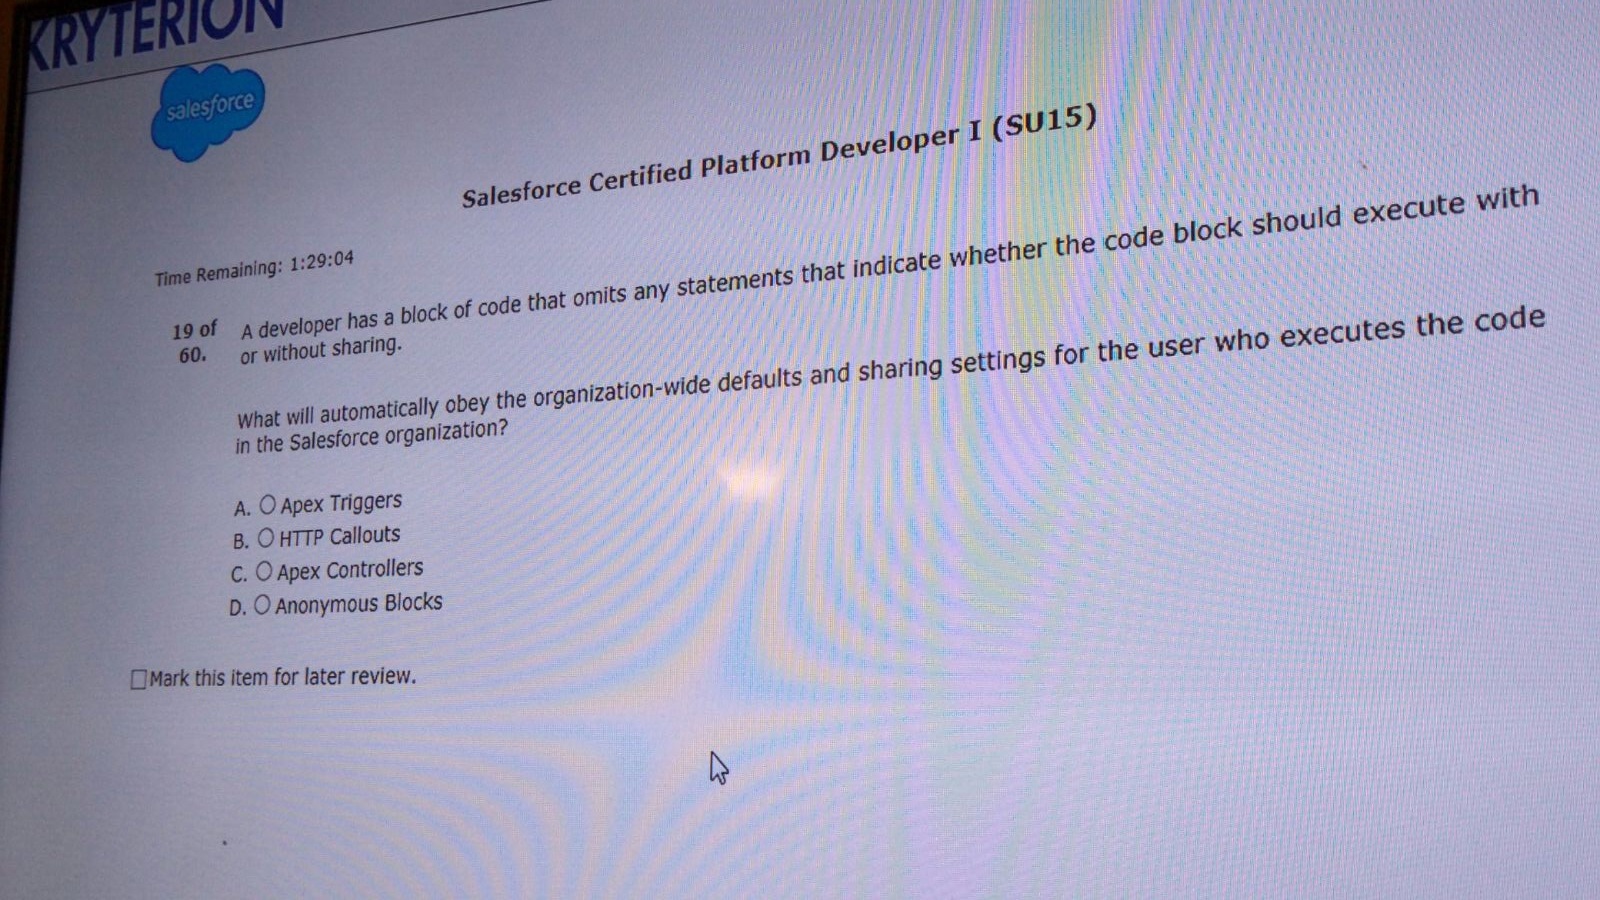 KRYTERION
salesforce
Salesforce Certified Platform Developer I (SU15)
Time Remaining: 1:29:04
19 of
60.
A developer has a block of code that omits any statements that indicate whether the code block should execute with
or without sharing.
What will automatically obey the organization-wide defaults and sharing settings for the user who executes the code
in the Salesforce organization?
A. Apex Triggers
B. HTTP Callouts
C. Apex Controllers
D. Anonymous Blocks
Mark this item for later review.